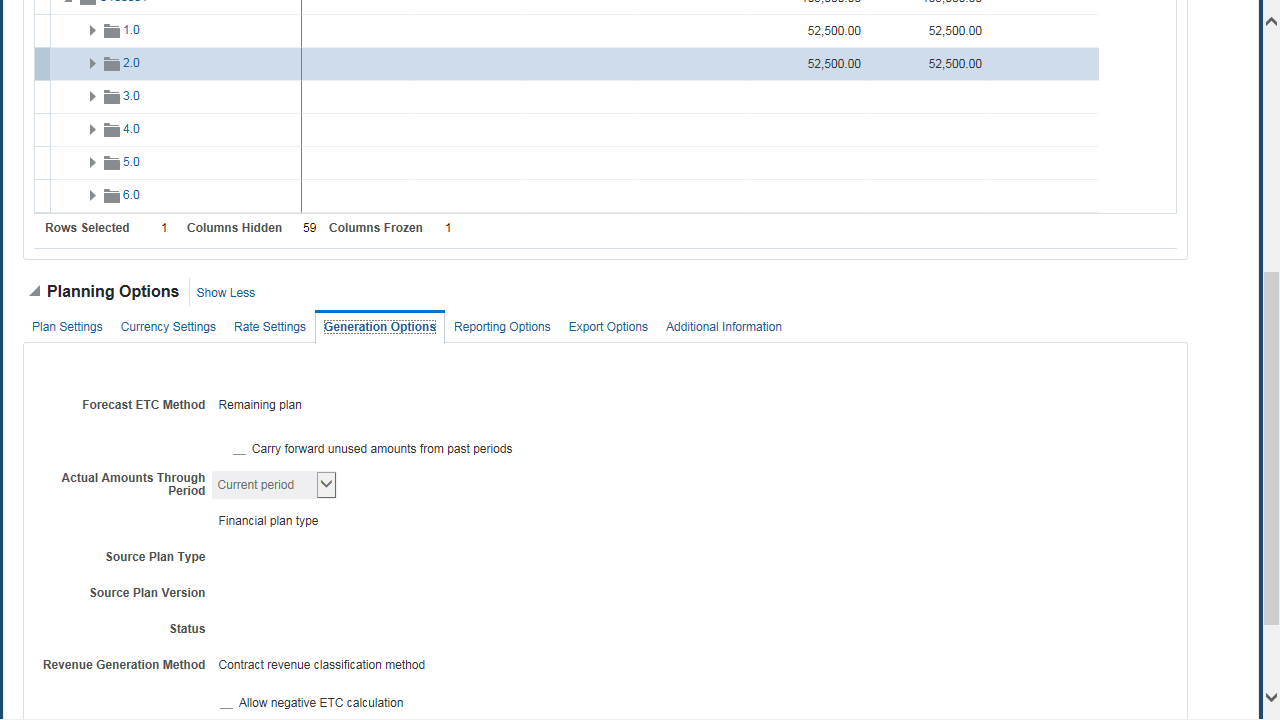 1.0 52,500.00 52,500.00
2.0 52,500.00 52,500.00
3.0
4.0
5.0
6.0
Rows Selected 1 Columns Hidden 59 Columns Frozen 1
Planning Options Show Less
Plan Settings Currency Settings Rate Settings Generation Options Reporting Options Export Options Additional Information
Forecast ETC Method Remaining plan
Carry forward unused amounts from past periods
Actual Amounts Through
Period Current period
Financial plan type
Source Plan Type
Source Plan Version
Status
Revenue Generation Method Contract revenue classification method
Allow negative ETC calculation